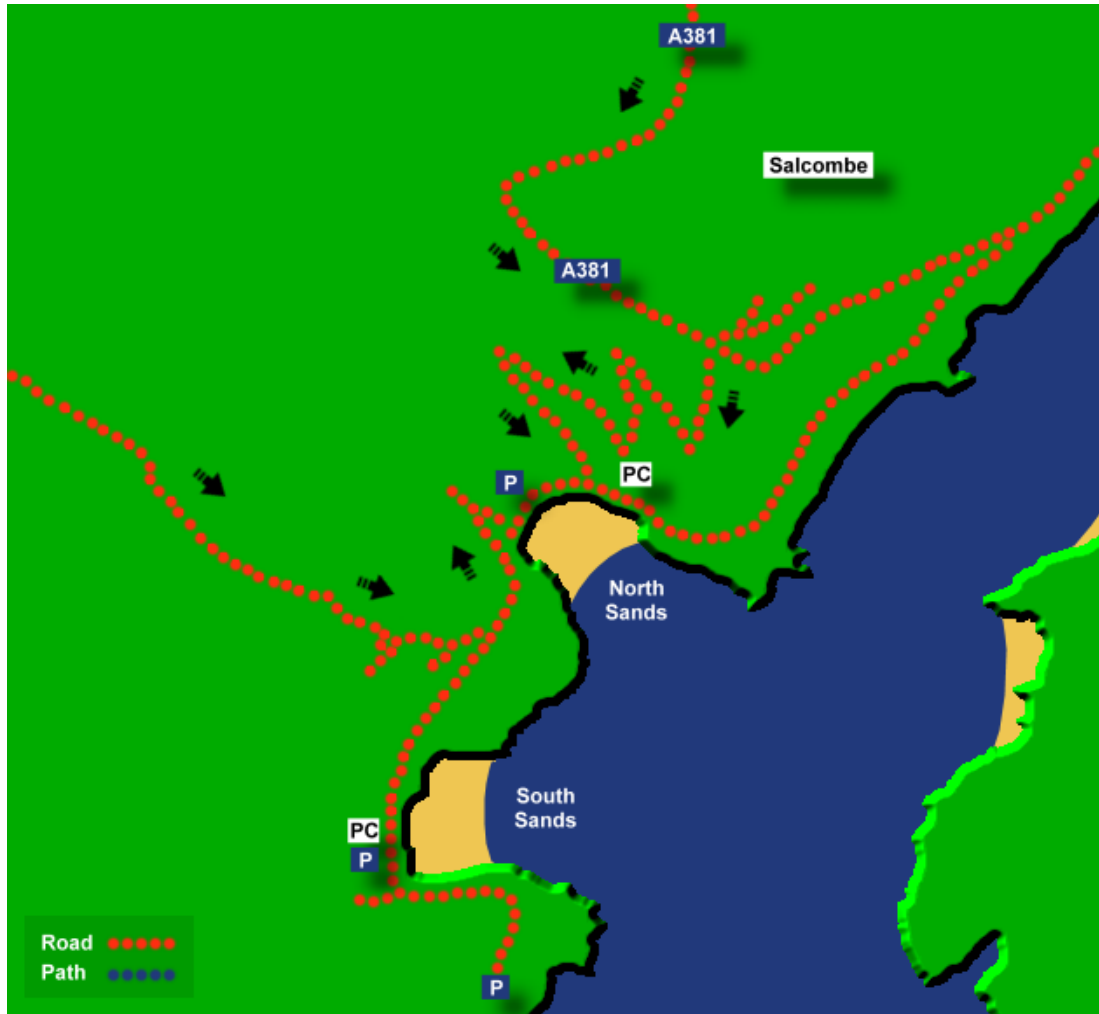 A381
Salcombe
A381
PC
P
North
Sands
South
Sands
PC
P
Road
Path
P